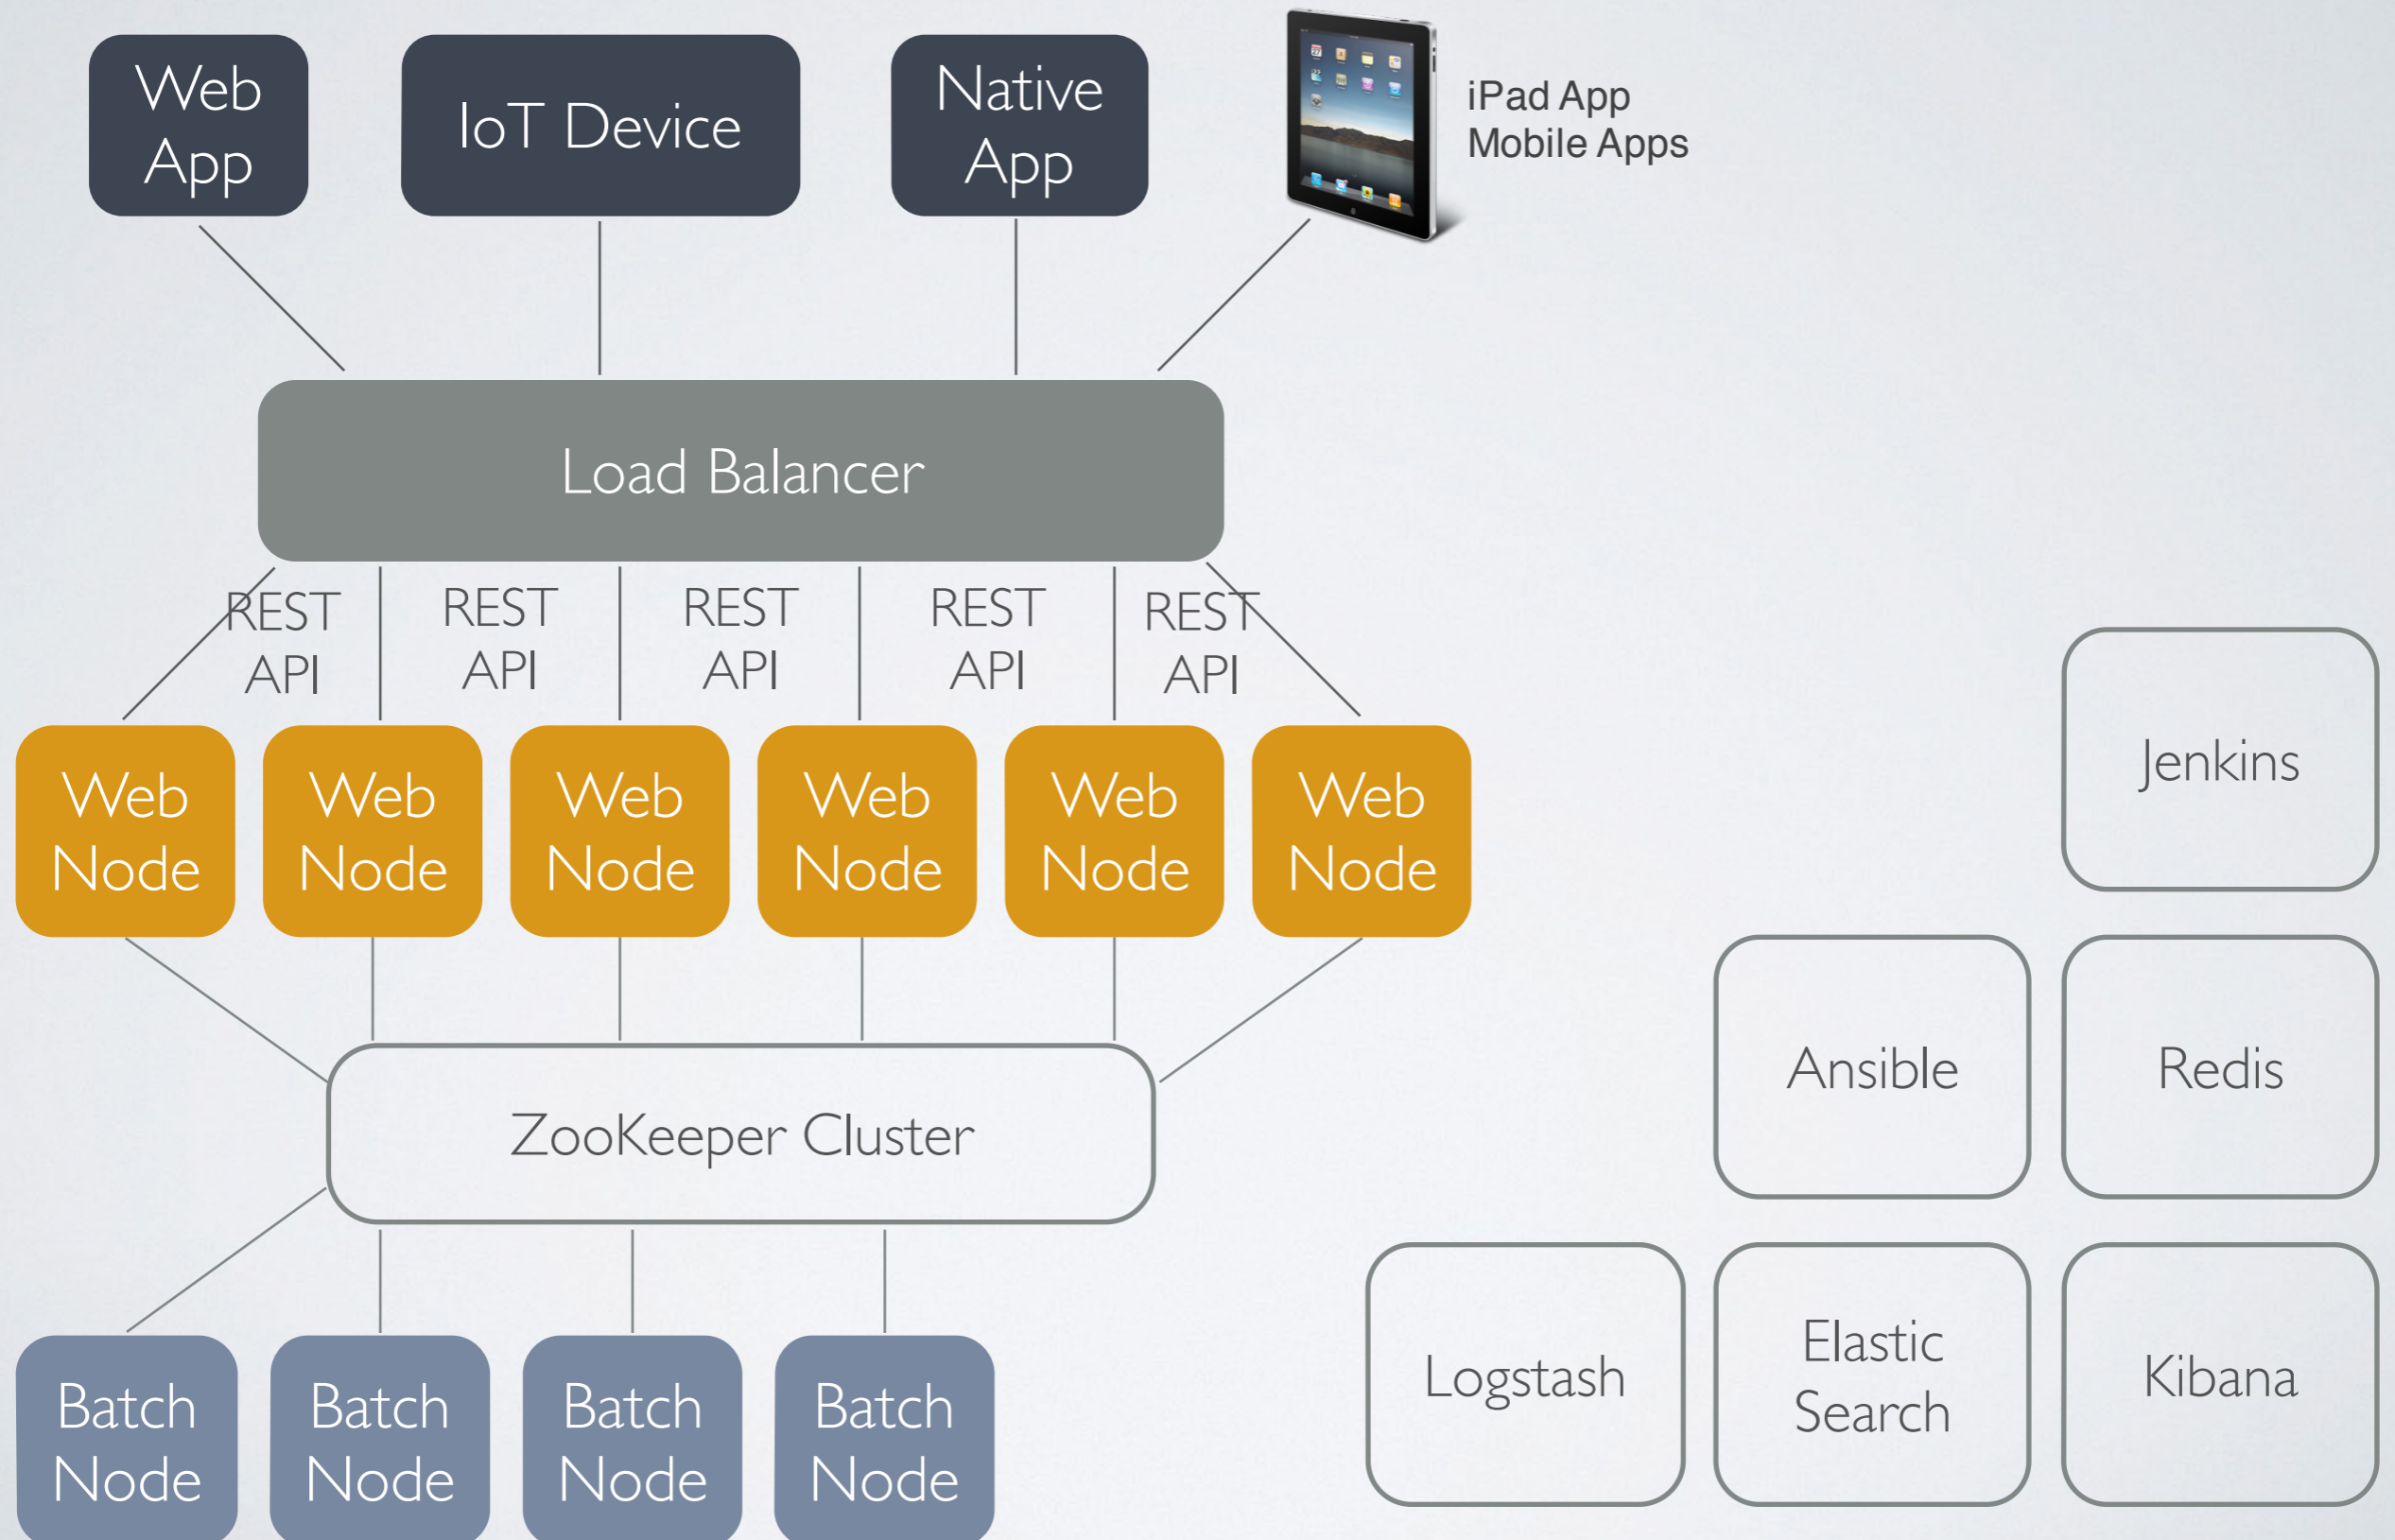 Web
App
IoT Device
Native
App
iPad App
Mobile Apps
Load Balancer
REST
API
REST
API
REST
API
REST
API
REST
API
Web
Node
Web
Node
Web
Node
Web
Node
Web
Node
Web
Node
Jenkins
ZooKeeper Cluster
Ansible
Redis
Batch
Node
Batch
Node
Batch
Node
Batch
Node
Logstash
Elastic
Search
Kibana